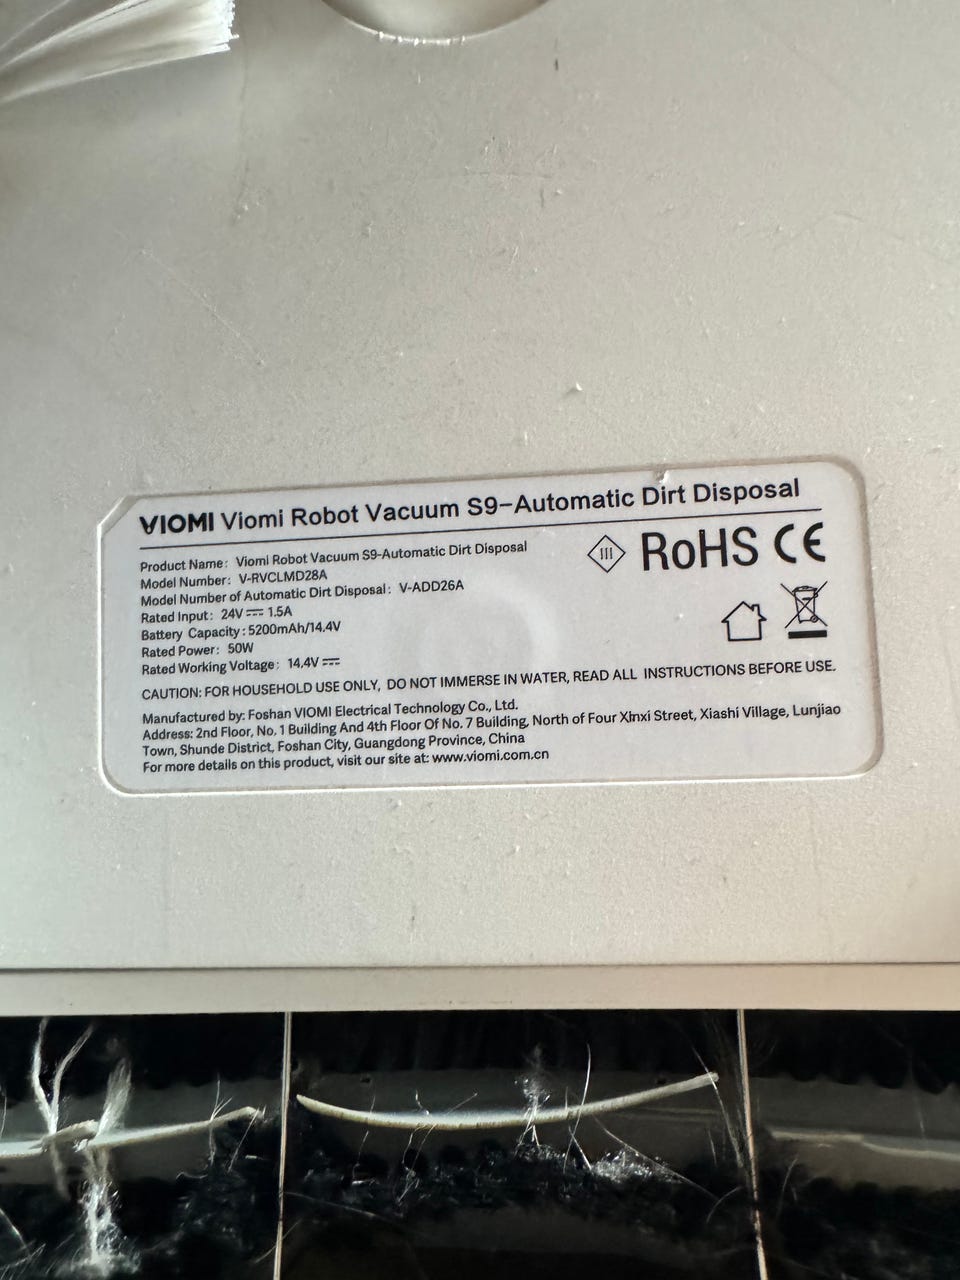 VIOMI Viomi Robot Vacuum S9-Automatic Dirt Disposal
Product Name: Viomi Robot Vacuum S9-Automatic Dirt Disposal
Model Number: V-RVCLMD28A
Model Number of Automatic Dirt Disposal: V-ADD26A
Rated Input: 24V⎓1.5A
Battery Capacity:5200mAh/14.4V
Rated Power: 50W
Rated Working Voltage: 14.4V⎓
III RoHS CE
CAUTION: FOR HOUSEHOLD USE ONLY, DO NOT IMMERSE IN WATER, READ ALL INSTRUCTIONS BEFORE USE.
Manufactured by: Foshan VIOMI Electrical Technology Co., Ltd.
Address: 2nd Floor, No. 1 Building And 4th Floor Of No. 7 Building, North of Four Xinxi Street, Xiashi Village, Lunjiao
Town, Shunde District, Foshan City, Guangdong Province, China
For more details on this product, visit our site at: www.viomi.com.cn